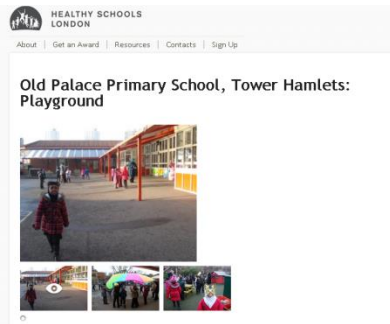 HEALTHY SCHOOLS
LONDON
About | Get an Award | Resources | Contacts | Sign Up
Old Palace Primary School, Tower Hamlets:
Playground